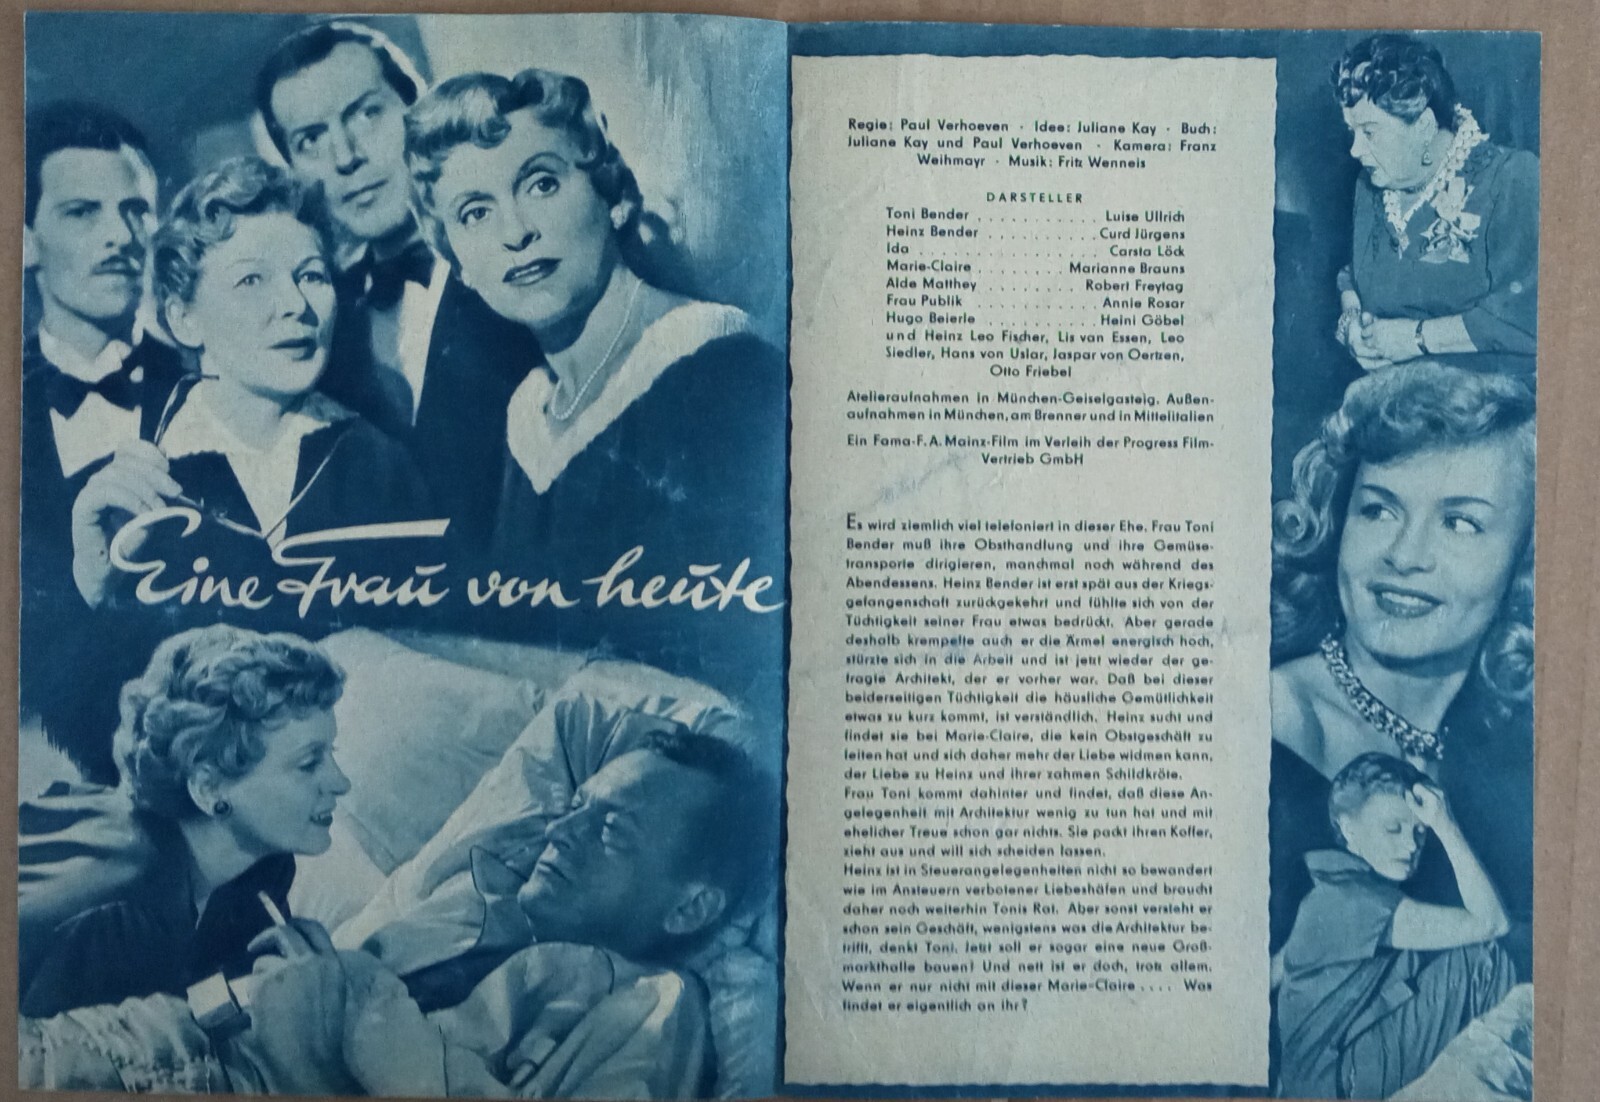 Eine Frau von heute
Regie: Paul Verhoeven · Idee: Juliane Kay · Buch:
Juliane Kay und Paul Verhoeven · Kamera: Franz
Weihmayr · Musik: Fritz Wenneis
DARSTELLER
Toni Bender . . . . . . . . . . . Luise Ullrich
Heinz Bender . . . . . . . . . . Curd Jürgens
Ida . . . . . . . . . . . . . . . . . Carsta Löck
Marie-Claire . . . . . . . . Marianne Brauns
Alde Matthey . . . . . . . . Robert Freytag
Frau Publik . . . . . . . . . . . Annie Rosar
Hugo Beierle . . . . . . . . . . Heini Göbel
und Heinz Leo Fischer, Lis van Essen, Leo
Siedler, Hans von Uslar, Jaspar von Oertzen,
Otto Friebel
Atelieraufnahmen in München-Geiselgasteig. Außen-
aufnahmen in München, am Brenner und in Mittelitalien
Ein Fama-F. A. Mainz-Film im Verleih der Progress Film-
Vertrieb GmbH
Es wird ziemlich viel telefoniert in dieser Ehe. Frau Toni
Bender muß ihre Obsthandlung und ihre Gemüse-
transporte dirigieren, manchmal noch während des
Abendessens. Heinz Bender ist erst spät aus der Kriegs-
gefangenschaft zurückgekehrt und fühlte sich von der
Tüchtigkeit seiner Frau etwas bedrückt. Aber gerade
deshalb krempelte auch er die Ärmel energisch hoch,
stürzte sich in die Arbeit und ist jetzt wieder der ge-
fragte Architekt, der er vorher war. Daß bei dieser
beiderseitigen Tüchtigkeit die häusliche Gemütlichkeit
etwas zu kurz kommt, ist verständlich. Heinz sucht und
findet sie bei Marie-Claire, die kein Obstgeschäft zu
leiten hat und sich daher mehr der Liebe widmen kann,
der Liebe zu Heinz und ihrer zahmen Schildkröte.
Frau Toni kommt dahinter und findet, daß diese An-
gelegenheit mit Architektur wenig zu tun hat und mit
ehelicher Treue schon gar nichts. Sie packt ihren Koffer,
zieht aus und will sich scheiden lassen.
Heinz ist in Steuerangelegenheiten nicht so bewandert
wie im Ansteuern verbotener Liebeshäfen und braucht
daher noch weiterhin Tonis Rat. Aber sonst versteht er
schon sein Geschäft, wenigstens was die Architektur be-
trifft, denkt Toni. Jetzt soll er sogar eine neue Groß-
markthalle bauen! Und nett ist er doch, trotz allem.
Wenn er nur nicht mit dieser Marie-Claire . . . . Was
findet er eigentlich an ihr?